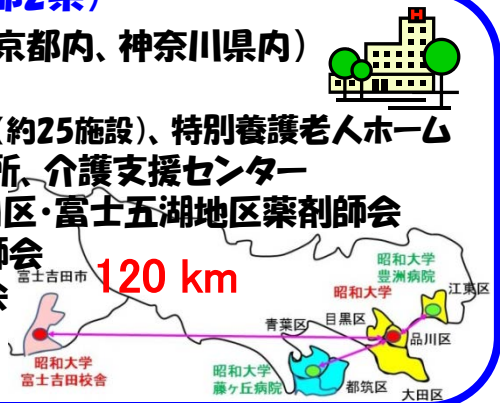 第2条)
京都内、神奈川県内)
(約25施設)、特別養護老人ホーム
所、介護支援センター
区・富士五湖地区薬剤師会
師会
会
120 km
富士吉田市
昭和大学
富士吉田校舎
昭和大学
豊洲病院
昭和大学
江東区
青葉区
目黒区
品川区
昭和大学
藤ヶ丘病院
都筑区
大田区